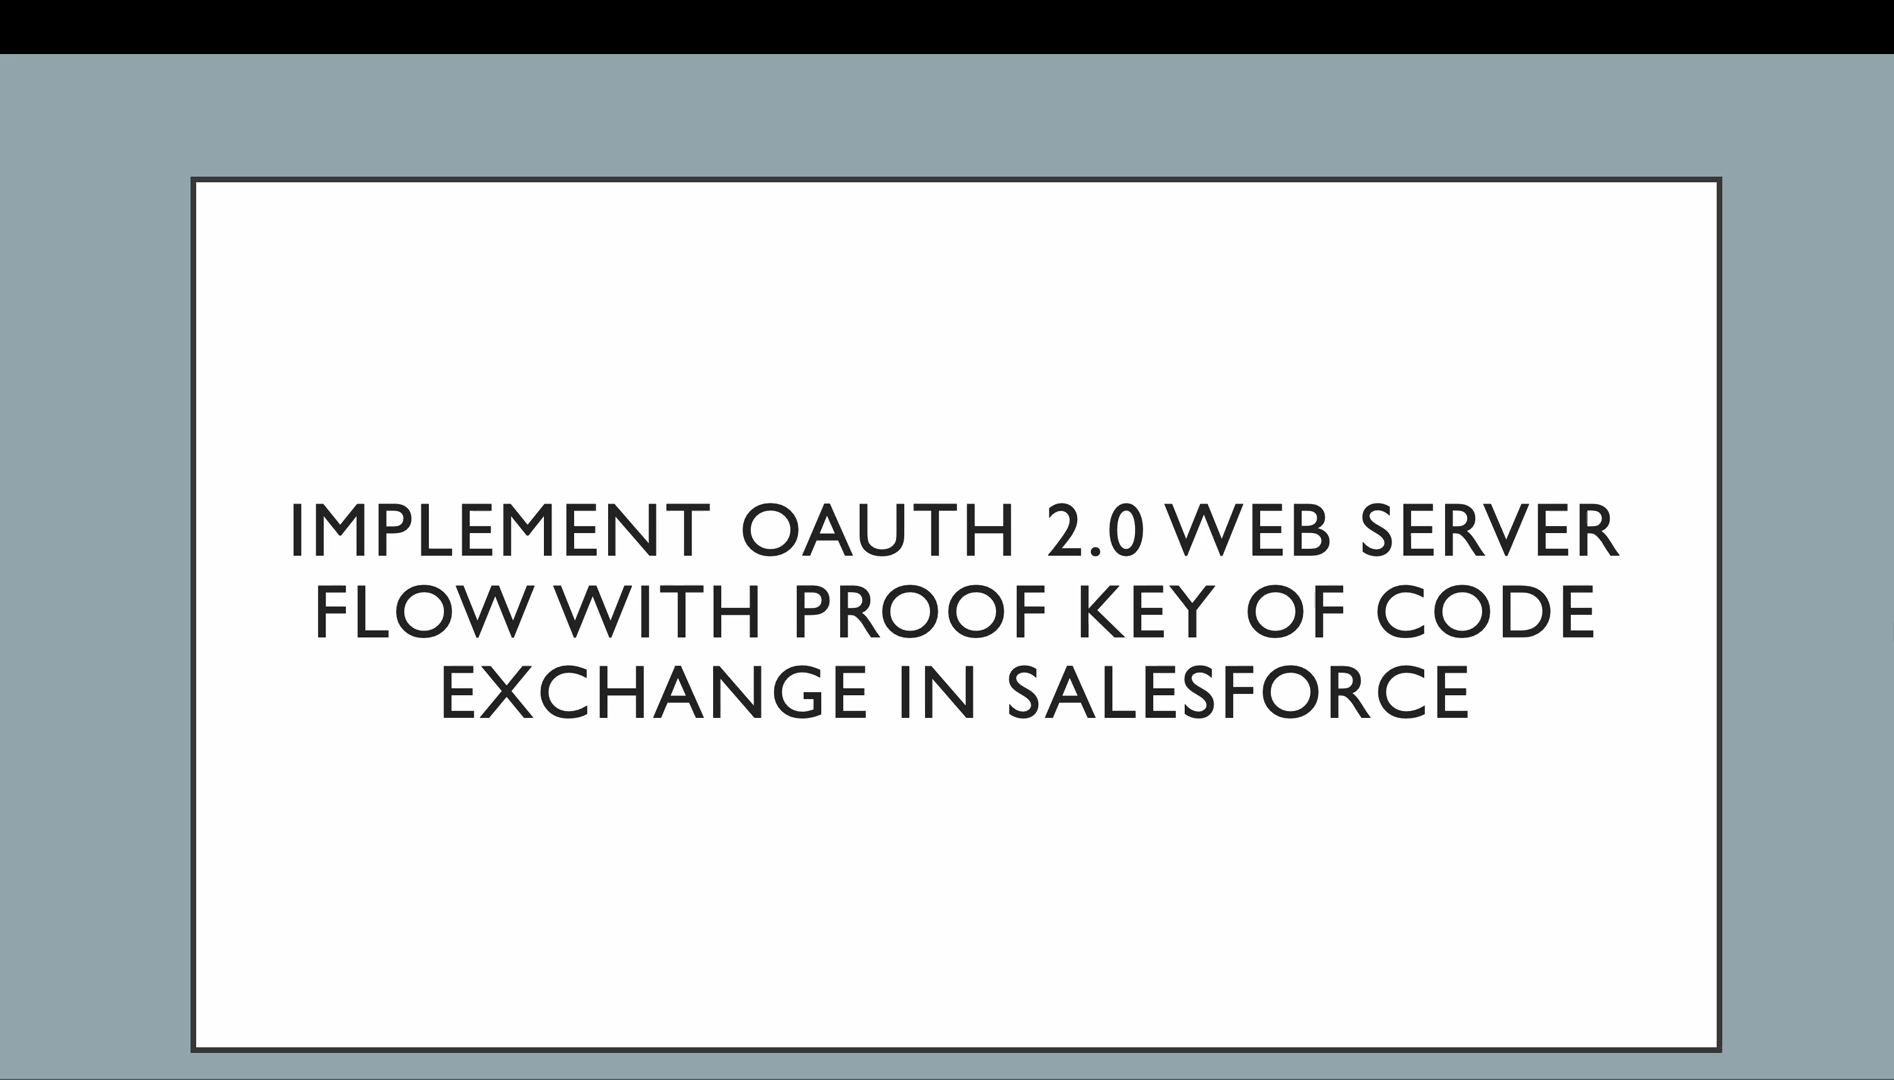 IMPLEMENT OAUTH 2.0 WEB SERVER
FLOW WITH PROOF KEY OF CODE
EXCHANGE IN SALESFORCE